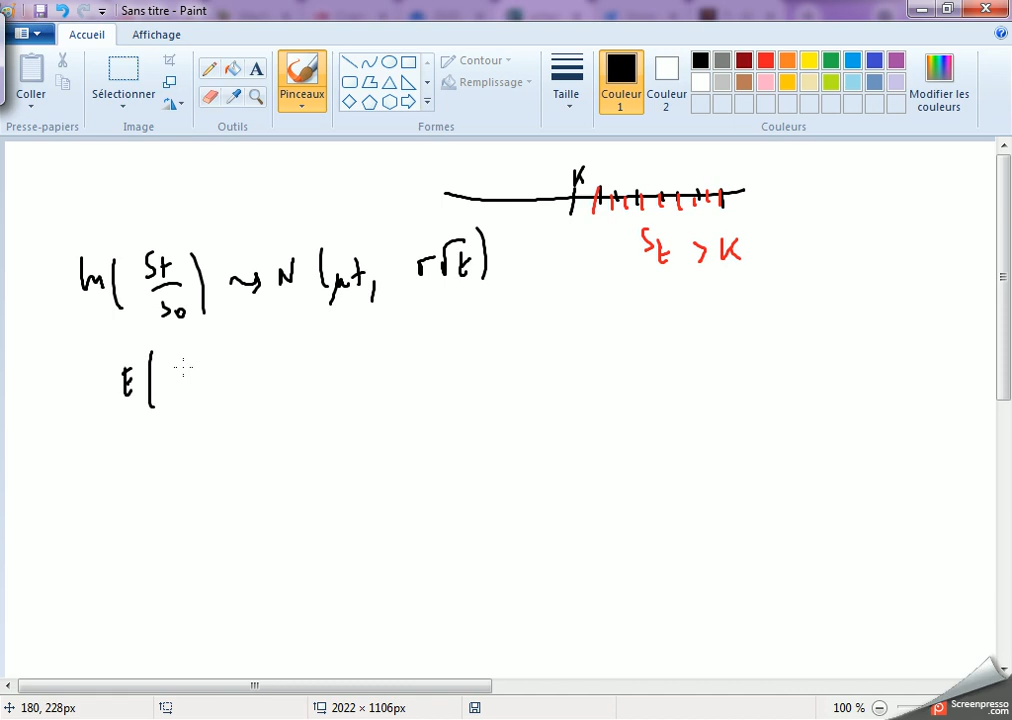 Sans titre - Paint
Accueil
Affichage
Coller
Sélectionner
Pinceaux
Contour
Remplissage
Taille
Couleur 1
Couleur 2
Modifier les couleurs
Presse-papiers
Image
Outils
Formes
Couleurs
K
St > K
ln( St/S0 ) ⇝ N (μt, σ√t)
E(
180, 228px
2022 × 1106px
100 %
Screenpresso.com